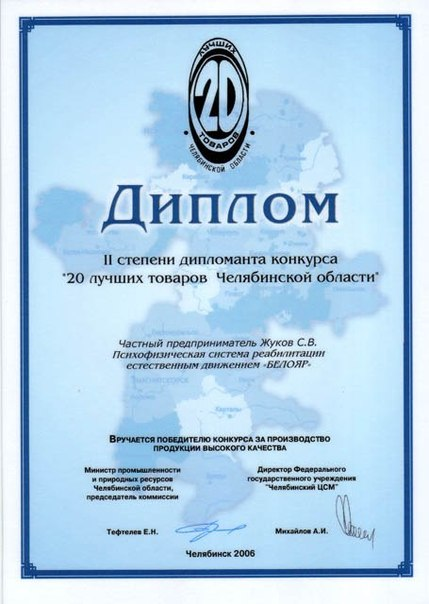 20 ЛУЧШИХ ТОВАРОВ
ЧЕЛЯБИНСКОЙ ОБЛАСТИ
Диплом
II степени дипломанта конкурса
"20 лучших товаров Челябинской области"
Частный предприниматель Жуков С.В.
Психофизическая система реабилитации
естественным движением «БЕЛОЯР»
Карталы
ВРУЧАЕТСЯ ПОБЕДИТЕЛЮ КОНКУРСА ЗА ПРОИЗВОДСТВО
ПРОДУКЦИИ ВЫСОКОГО КАЧЕСТВА
Министр промышленности
и природных ресурсов
Челябинской области,
председатель коммиссии
Директор Федерального
государственного учреждения
"Челябинский ЦСМ"
Тефтелев Е.Н.
Михайлов А.И.
Челябинск 2006